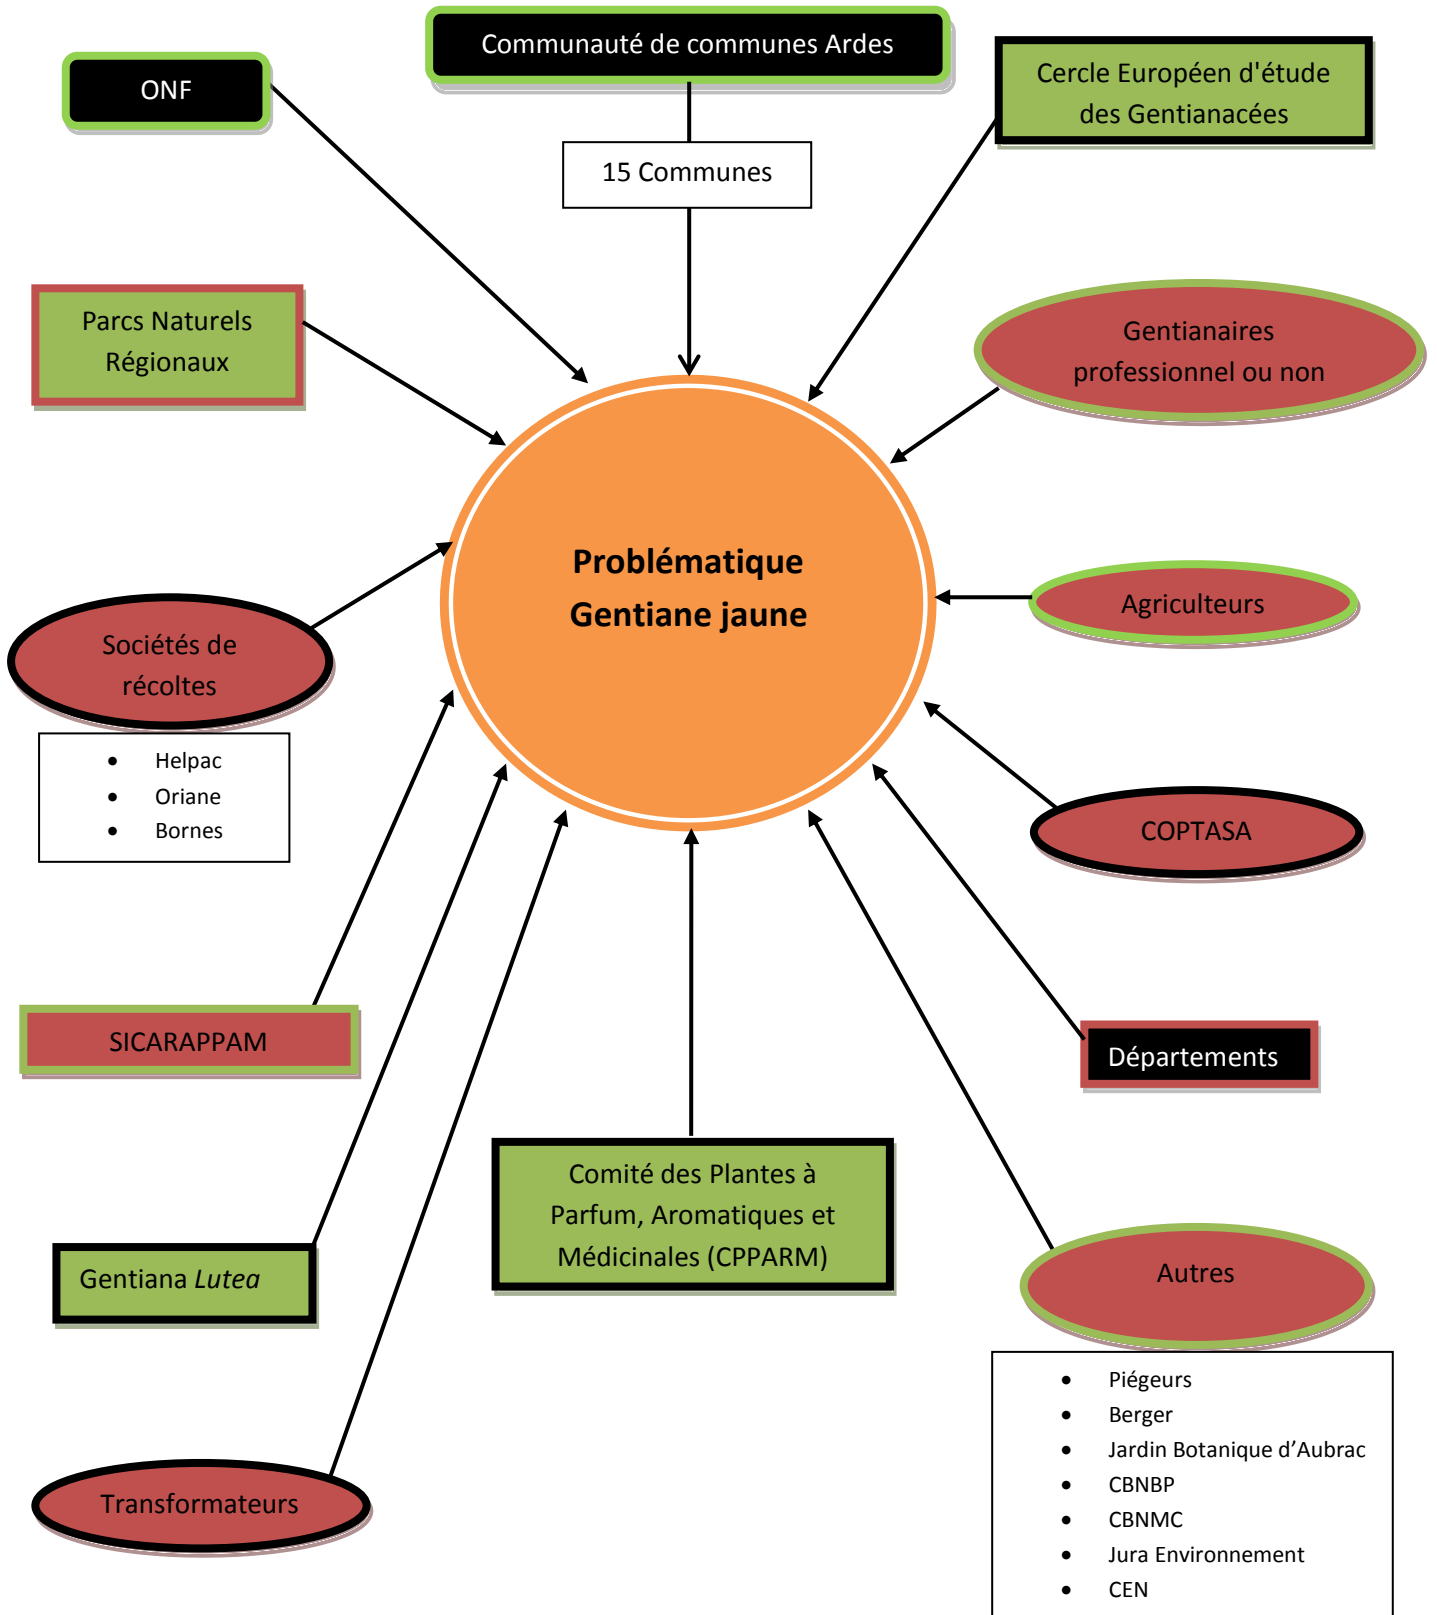 Communauté de communes Ardes
ONF
Cercle Européen d'étude
des Gentianacées
15 Communes
Parcs Naturels
Régionaux
Gentianaires
professionnel ou non
Problématique
Gentiane jaune
Agriculteurs
Sociétés de
récoltes
• Helpac
• Oriane
• Bornes
COPTASA
SICARAPPAM
Départements
Comité des Plantes à
Parfum, Aromatiques et
Médicinales (CPPARM)
Gentiana Lutea
Autres
• Piégeurs
• Berger
• Jardin Botanique d’Aubrac
• CBNBP
• CBNMC
• Jura Environnement
• CEN
Transformateurs